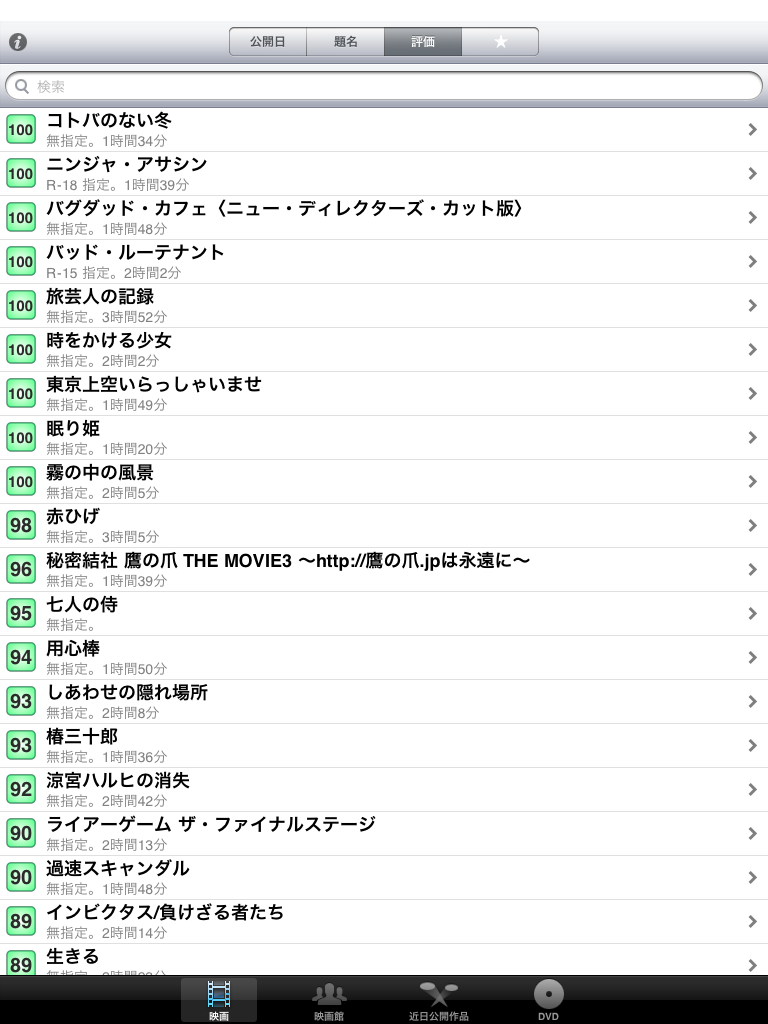 公開日 題名 評価
検索
100 コトバのない冬
無指定。1時間34分
100 ニンジャ・アサシン
R-18 指定。1時間39分
100 バグダッド・カフェ〈ニュー・ディレクターズ・カット版〉
無指定。1時間48分
100 バッド・ルーテナント
R-15 指定。2時間2分
100 旅芸人の記録
無指定。3時間52分
100 時をかける少女
無指定。2時間2分
100 東京上空いらっしゃいませ
無指定。1時間49分
100 眠り姫
無指定。1時間20分
100 霧の中の風景
無指定。2時間5分
98 赤ひげ
無指定。3時間5分
96 秘密結社 鷹の爪 THE MOVIE3 〜http://鷹の爪.jpは永遠に〜
無指定。1時間39分
95 七人の侍
無指定。
94 用心棒
無指定。1時間50分
93 しあわせの隠れ場所
無指定。2時間8分
93 椿三十郎
無指定。1時間36分
92 涼宮ハルヒの消失
無指定。2時間42分
90 ライアーゲーム ザ・ファイナルステージ
無指定。2時間13分
90 過速スキャンダル
無指定。1時間48分
89 インビクタス/負けざる者たち
無指定。2時間14分
89 生きる
映画 映画館 近日公開作品 DVD